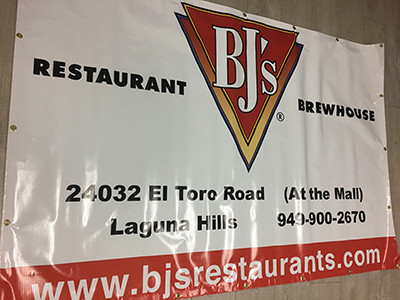 BJ's
®
RESTAURANT
BREWHOUSE
24032 El Toro Road (At the Mall)
Laguna Hills 949-900-2670
www.bjsrestaurants.com